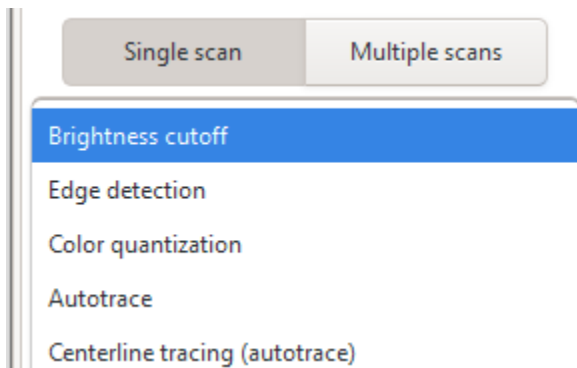 Single scan Multiple scans
Brightness cutoff
Edge detection
Color quantization
Autotrace
Centerline tracing (autotrace)